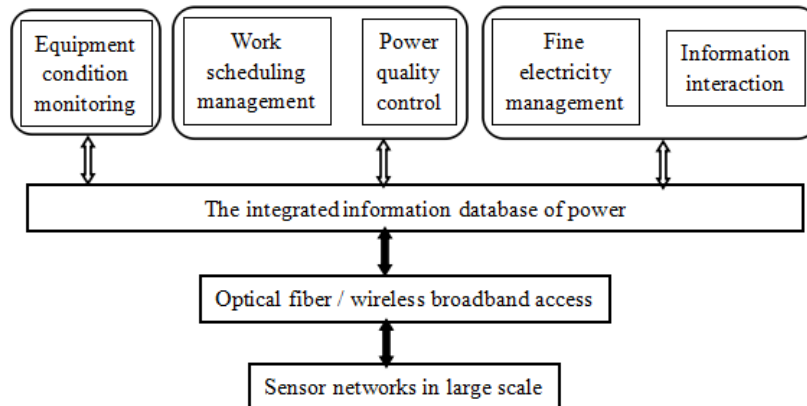 Equipment
condition
monitoring
Work
scheduling
management
Power
quality
control
Fine
electricity
management
Information
interaction
The integrated information database of power
Optical fiber / wireless broadband access
Sensor networks in large scale